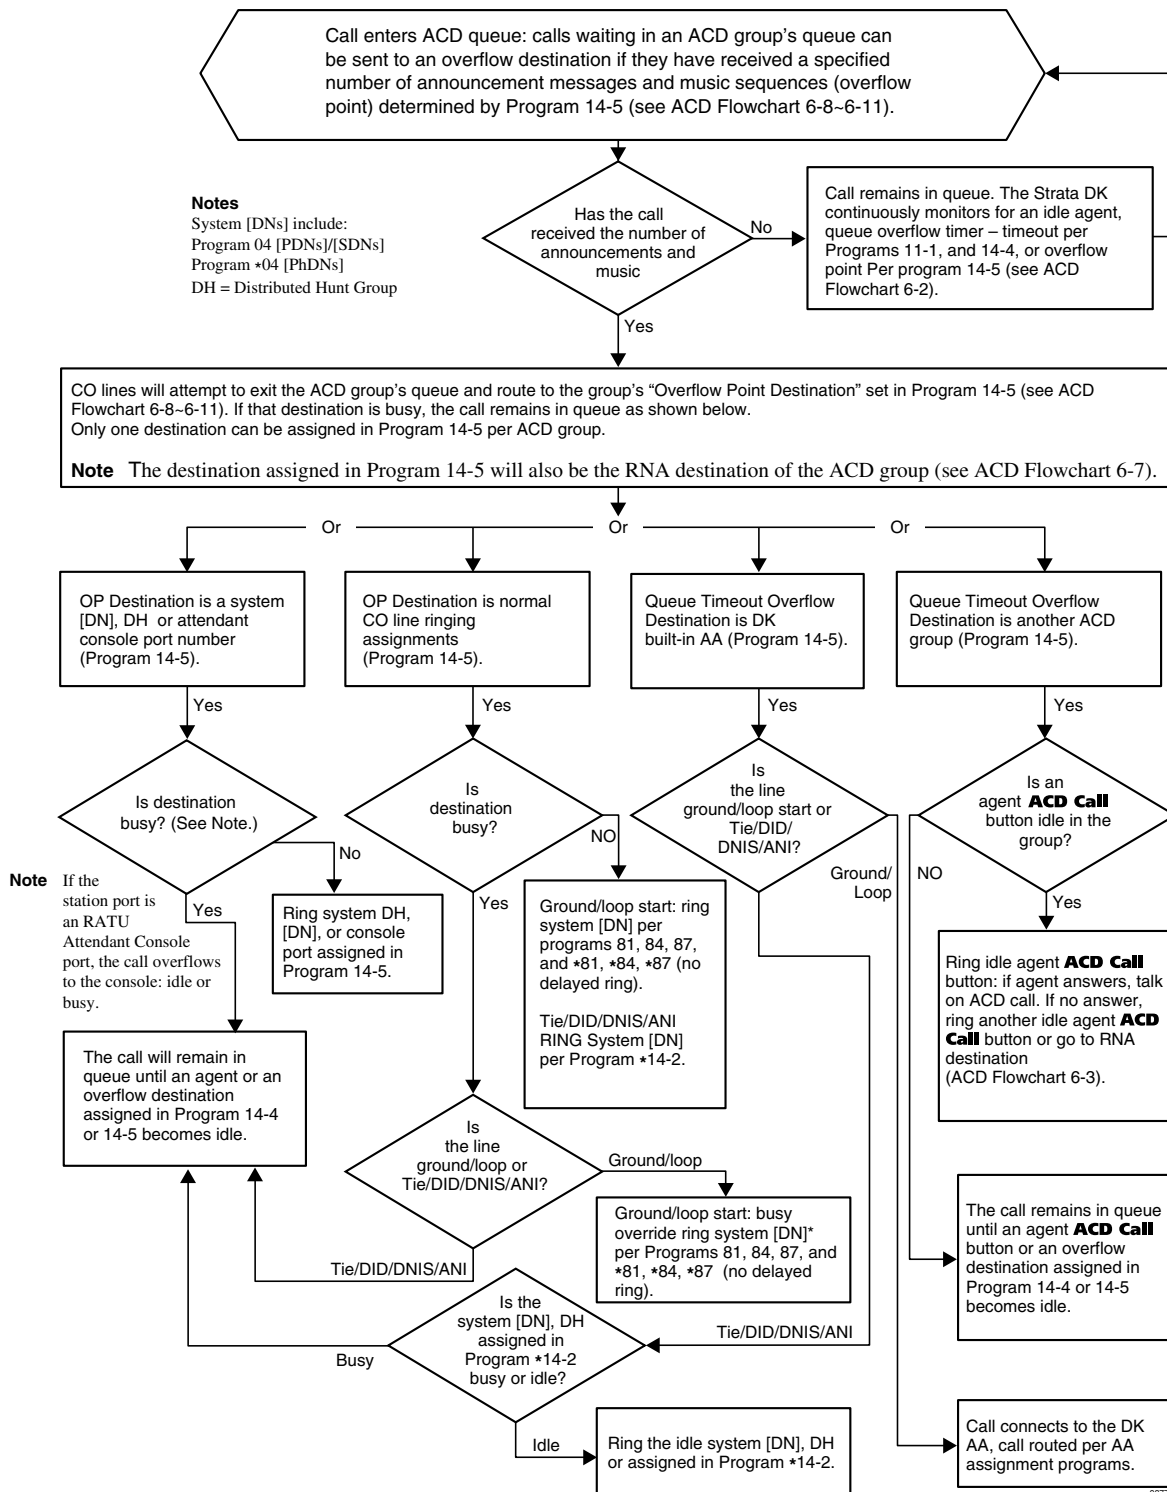 Call enters ACD queue: calls waiting in an ACD group's queue can
be sent to an overflow destination if they have received a specified
number of announcement messages and music sequences (overflow
point) determined by Program 14-5 (see ACD Flowchart 6-8~6-11).
Notes
System [DNs] include:
Program 04 [PDNs]/[SDNs]
Program *04 [PhDNs]
DH = Distributed Hunt Group
Has the call
received the number of
announcements and
music
No
Call remains in queue. The Strata DK
continuously monitors for an idle agent,
queue overflow timer – timeout per
Programs 11-1, and 14-4, or overflow
point Per program 14-5 (see ACD
Flowchart 6-2).
Yes
CO lines will attempt to exit the ACD group's queue and route to the group's “Overflow Point Destination” set in Program 14-5 (see ACD
Flowchart 6-8~6-11). If that destination is busy, the call remains in queue as shown below.
Only one destination can be assigned in Program 14-5 per ACD group.
Note The destination assigned in Program 14-5 will also be the RNA destination of the ACD group (see ACD Flowchart 6-7).
Or
Or
Or
OP Destination is a system
[DN], DH or attendant
console port number
(Program 14-5).
OP Destination is normal
CO line ringing
assignments
(Program 14-5).
Queue Timeout Overflow
Destination is DK
built-in AA (Program 14-5).
Queue Timeout Overflow
Destination is another ACD
group (Program 14-5).
Yes
Yes
Yes
Yes
Is destination
busy? (See Note.)
Is
destination
busy?
Is
the line
ground/loop start or
Tie/DID/
DNIS/ANI?
Is an
agent ACD Call
button idle in the
group?
No
NO
Ground/
Loop
NO
Note If the
station port is
an RATU
Attendant Console
port, the call overflows
to the console: idle or
busy.
Yes
Yes
Yes
Ring system DH,
[DN], or console
port assigned in
Program 14-5.
Ground/loop start: ring
system [DN] per
programs 81, 84, 87,
and *81, *84, *87 (no
delayed ring).
Tie/DID/DNIS/ANI
RING System [DN]
per Program *14-2.
Ring idle agent ACD Call
button: if agent answers, talk
on ACD call. If no answer,
ring another idle agent ACD
Call button or go to RNA
destination
(ACD Flowchart 6-3).
The call will remain in
queue until an agent or an
overflow destination
assigned in Program 14-4
or 14-5 becomes idle.
Is
the line
ground/loop or
Tie/DID/DNIS/ANI?
Ground/loop
Ground/loop start: busy
override ring system [DN]*
per Programs 81, 84, 87, and
*81, *84, *87 (no delayed
ring).
The call remains in queue
until an agent ACD Call
button or an overflow
destination assigned in
Program 14-4 or 14-5
becomes idle.
Tie/DID/DNIS/ANI
Is the
system [DN], DH
assigned in
Program *14-2
busy or idle?
Tie/DID/DNIS/ANI
Busy
Idle
Ring the idle system [DN], DH
or assigned in Program *14-2.
Call connects to the DK
AA, call routed per AA
assignment programs.